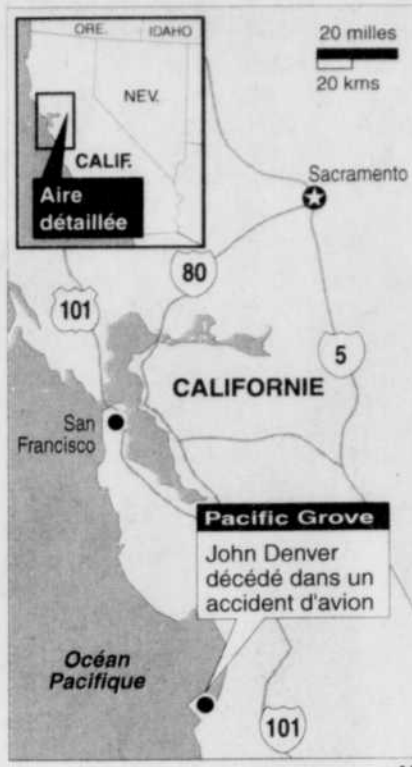 ORE.
IDAHO
20 milles
20 kms
NEV.
CALIF.
Aire
détaillée
Sacramento
80
101
5
CALIFORNIE
San
Francisco
Pacific Grove
John Denver
décédé dans un
accident d'avion
Océan
Pacifique
101